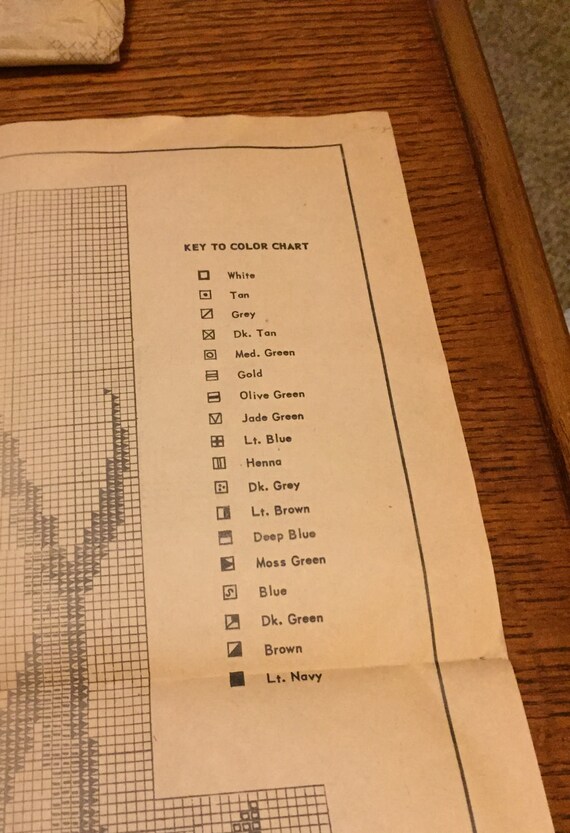 KEY TO COLOR CHART
White
Tan
Grey
Dk. Tan
Med. Green
Gold
Olive Green
Jade Green
Lt. Blue
Henna
Dk. Grey
Lt. Brown
Deep Blue
Moss Green
Blue
Dk. Green
Brown
Lt. Navy